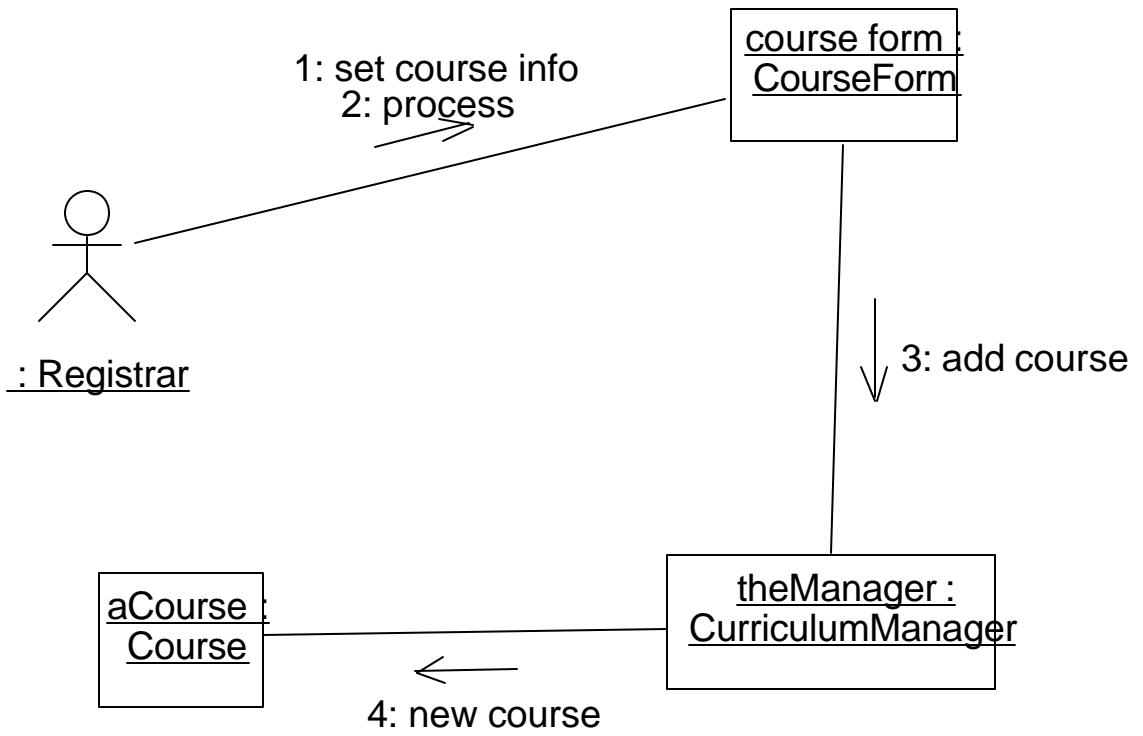 course form :
CourseForm
1: set course info
2: process
: Registrar
3: add course
theManager :
CurriculumManager
aCourse :
Course
4: new course